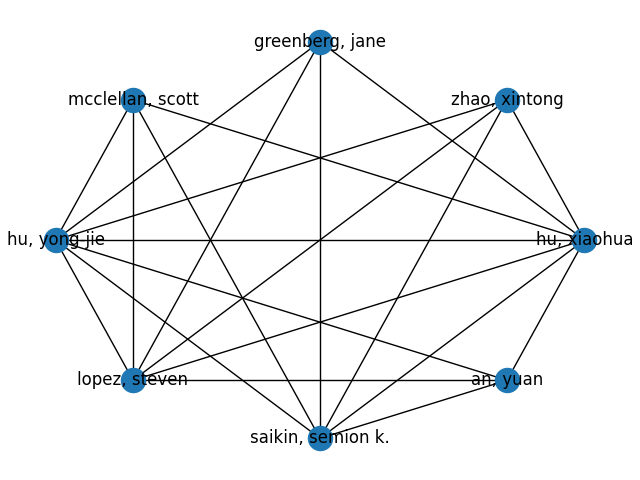 greenberg, jane
mcclellan, scott
zhao, xintong
hu, yong jie
hu, xiaohua
lopez, steven
an, yuan
saikin, semion k.